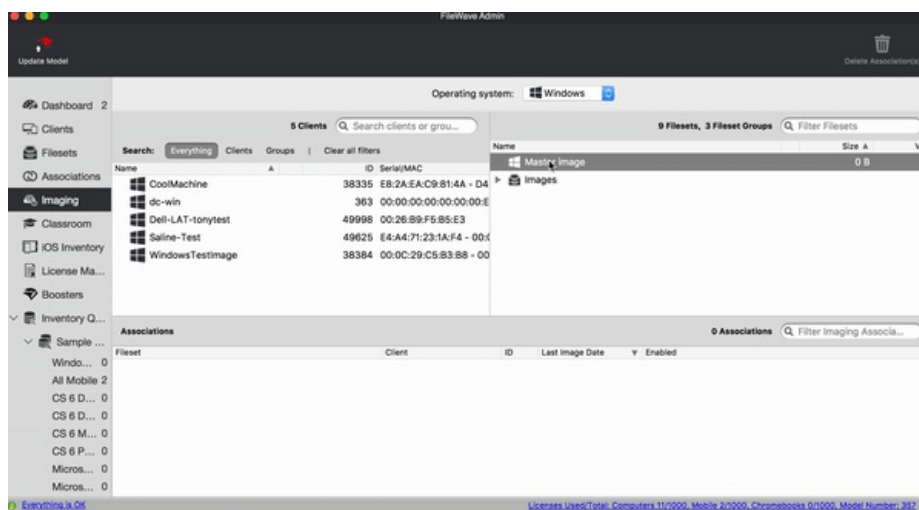 FileWave Admin
Update Model
Delete Association(s)
Operating system: Windows
Dashboard 2
Clients
Filesets
Associations
Imaging
Classroom
iOS Inventory
License Ma...
Boosters
Inventory Q...
Sample ...
Windo... 0
All Mobile 2
CS 6 D... 0
CS 6 D... 0
CS 6 M... 0
CS 6 P... 0
Micros... 0
Micros... 0
5 Clients Search clients or grou...
Search: Everything Clients Groups | Clear all filters
Name ID Serial/MAC
CoolMachine 38335 E8:2A:EA:C9:81:4A - D4
dc-win 363 00:00:00:00:00:00:E
Dell-LAT-tonytest 49998 00:26:B9:F5:B5:E3
Saline-Test 49625 E4:A4:71:23:1A:F4 - 00:
WindowsTestImage 38384 00:0C:29:C5:B3:B8 - 00
9 Filesets, 3 Fileset Groups Filter Filesets
Name Size
Master Image 0 B
Images
Associations 0 Associations Filter Imaging Associa...
Fileset Client ID Last Image Date Enabled
Everything is OK
Licenses Used/Total: Computers 11/1000, Mobile 2/1000, Chromebooks 0/1000, Model Number: 357